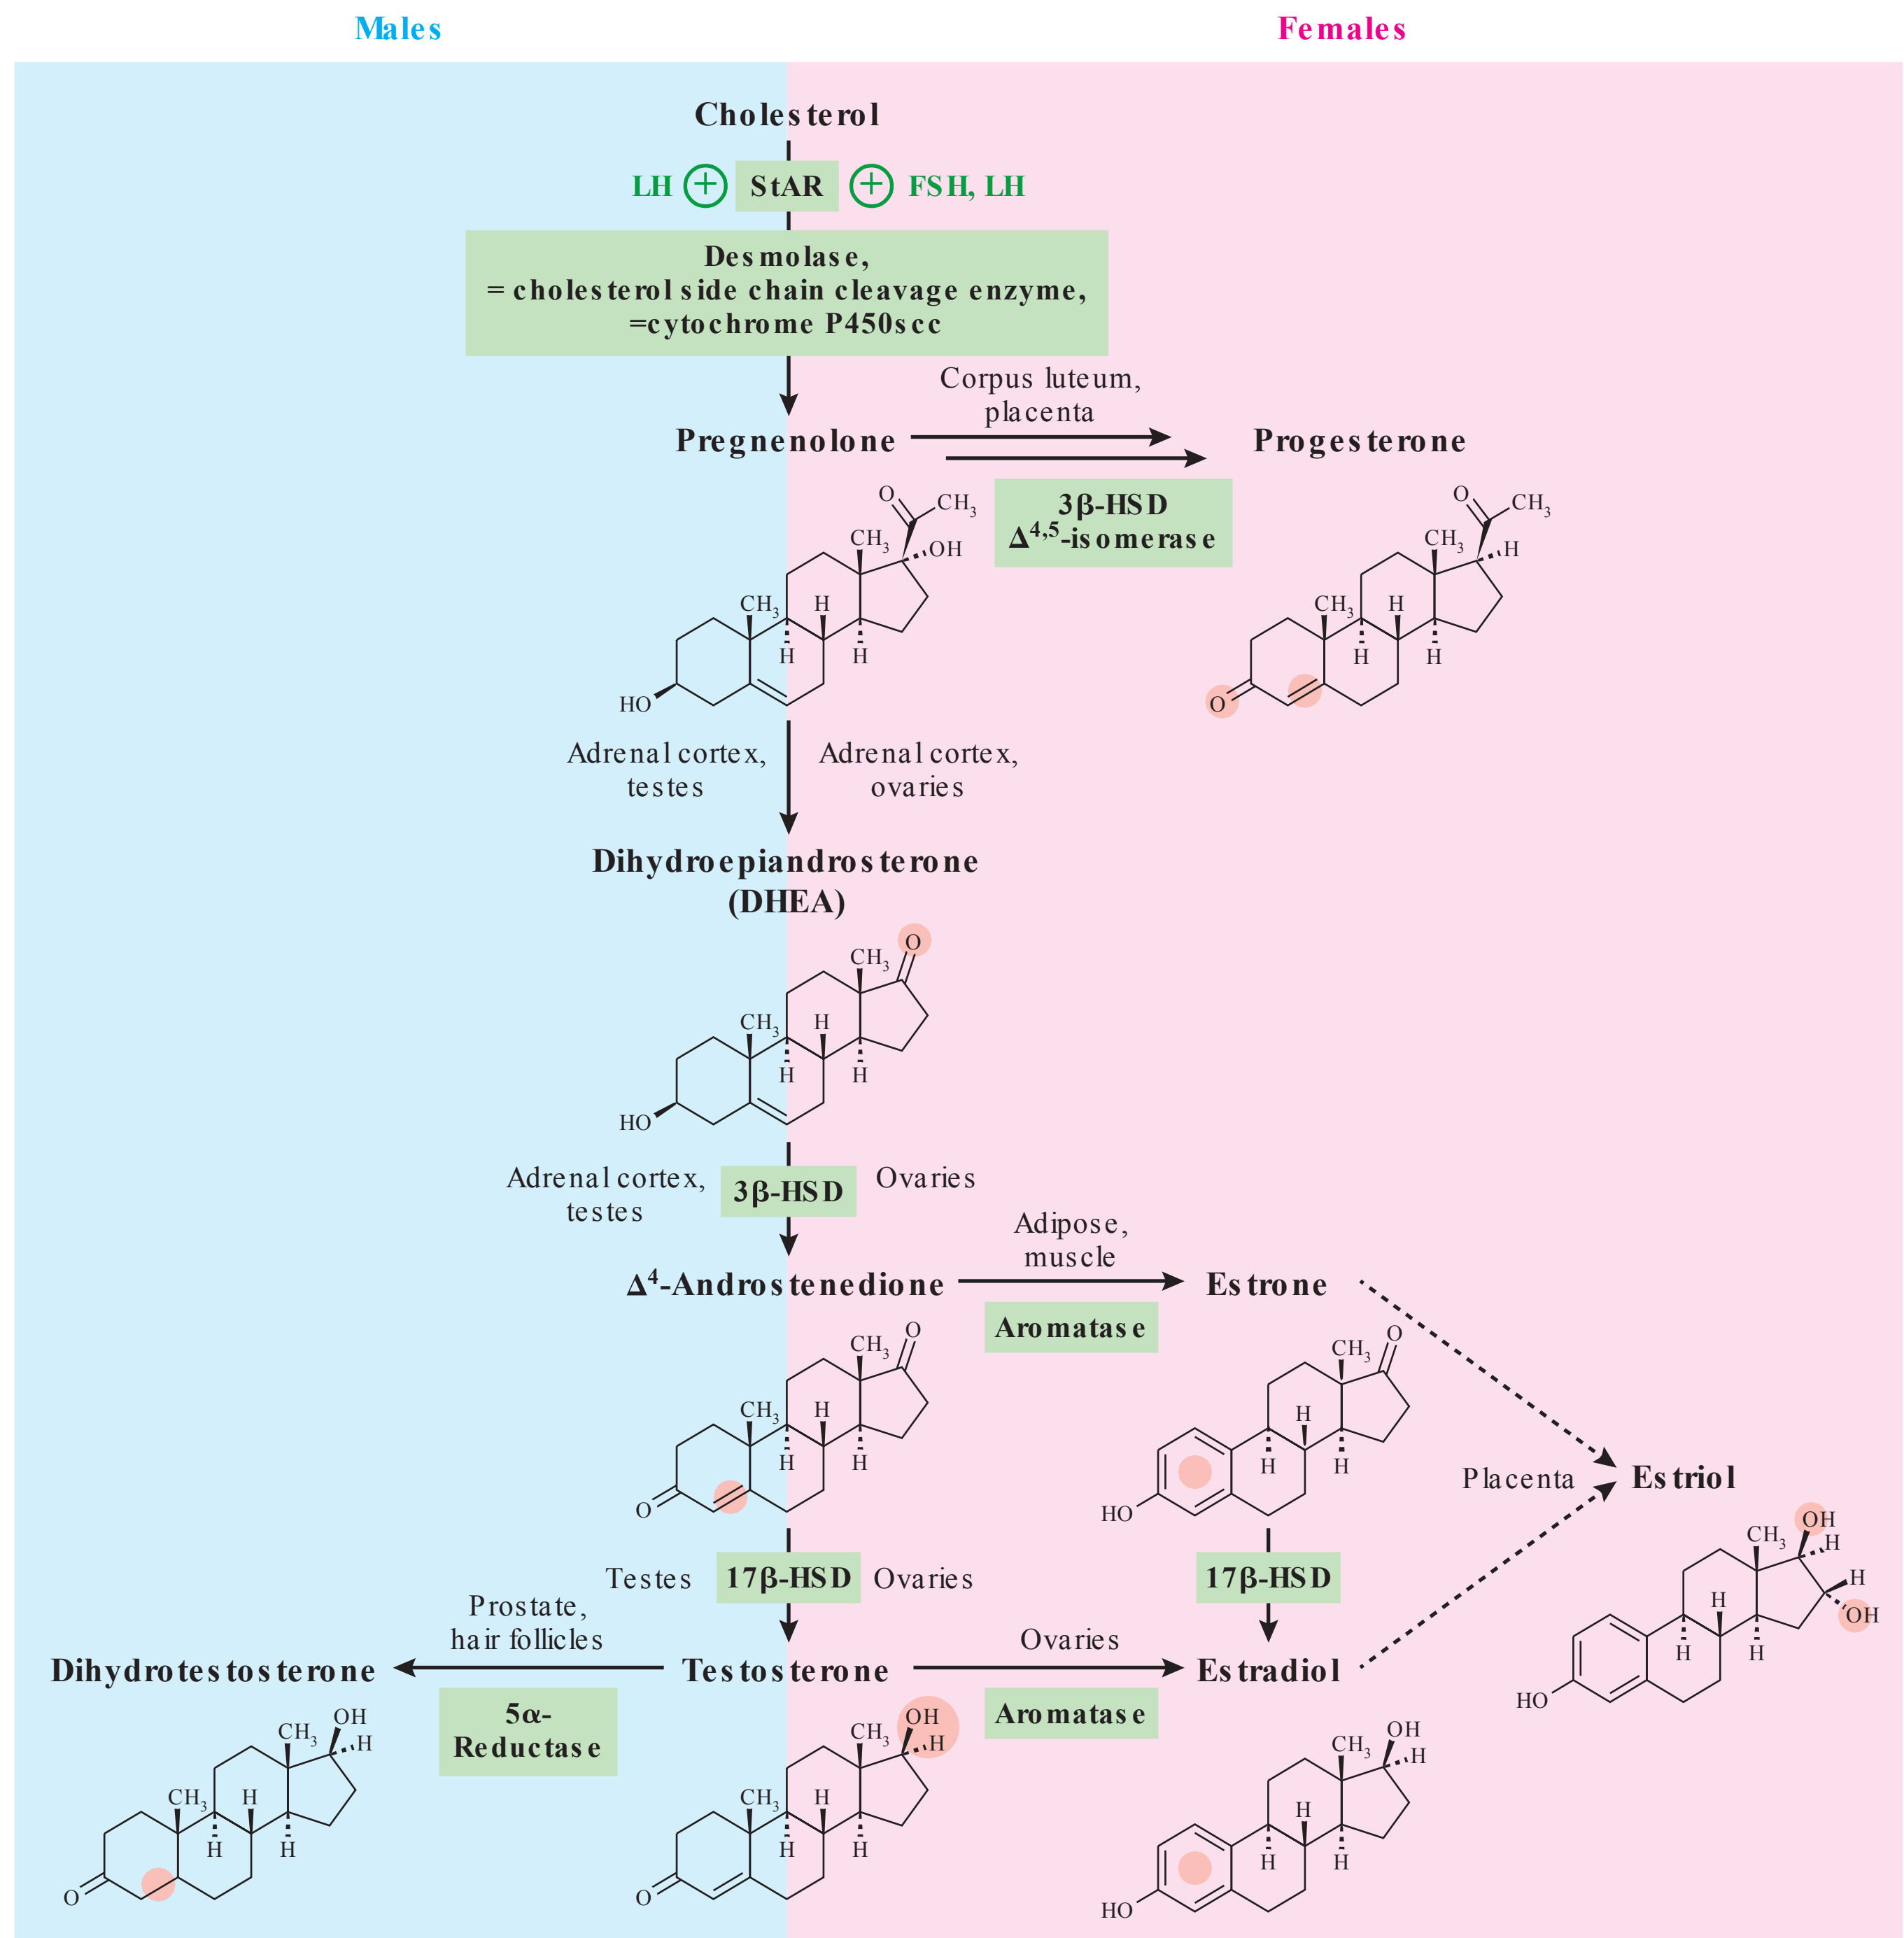 Males
Females
Cholesterol
LH + StAR + FSH, LH
Desmolase,
= cholesterol side chain cleavage enzyme,
=cytochrome P450scc
Corpus luteum,
placenta
Pregnenolone
Progesterone
3β-HSD
Δ⁴,⁵-isomerase
O
CH₃
CH₃
OH
CH₃
H
H
H
HO
O
CH₃
CH₃
H
CH₃
H
H
H
O
Adrenal cortex,
testes
Adrenal cortex,
ovaries
Dihydroepiandrosterone
(DHEA)
O
CH₃
CH₃
H
H
H
HO
Adrenal cortex,
testes
3β-HSD
Ovaries
Adipose,
muscle
Δ⁴-Androstenedione
Estrone
Aromatase
O
CH₃
CH₃
H
H
H
O
O
CH₃
H
H
H
HO
Placenta
Estriol
OH
CH₃
H
H
OH
H
H
H
HO
Testes
17β-HSD
Ovaries
17β-HSD
Prostate,
hair follicles
Ovaries
Dihydrotestosterone
Testosterone
Estradiol
5α-
Reductase
Aromatase
OH
CH₃
H
CH₃
H
H
H
O
OH
CH₃
H
CH₃
H
H
H
O
OH
CH₃
H
H
H
H
HO